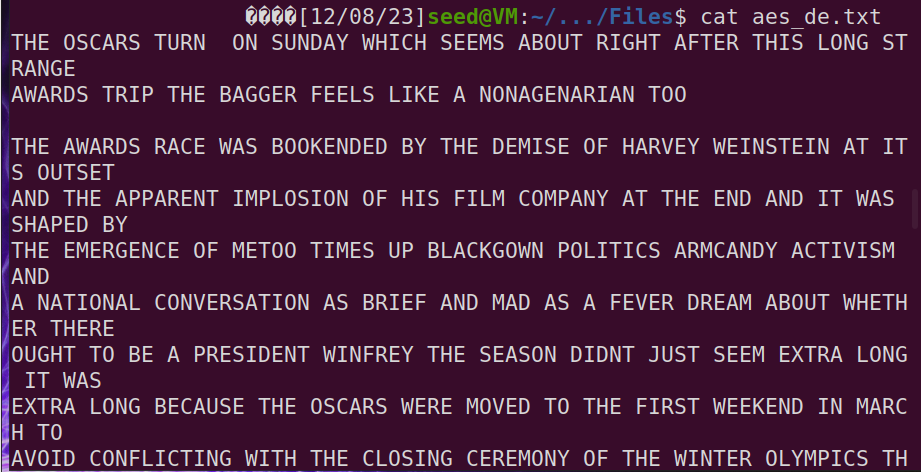 ����[12/08/23]seed@VM:~/.../Files$ cat aes_de.txt
THE OSCARS TURN  ON SUNDAY WHICH SEEMS ABOUT RIGHT AFTER THIS LONG ST
RANGE
AWARDS TRIP THE BAGGER FEELS LIKE A NONAGENARIAN TOO

THE AWARDS RACE WAS BOOKENDED BY THE DEMISE OF HARVEY WEINSTEIN AT IT
S OUTSET
AND THE APPARENT IMPLOSION OF HIS FILM COMPANY AT THE END AND IT WAS
SHAPED BY
THE EMERGENCE OF METOO TIMES UP BLACKGOWN POLITICS ARMCANDY ACTIVISM
AND
A NATIONAL CONVERSATION AS BRIEF AND MAD AS A FEVER DREAM ABOUT WHETH
ER THERE
OUGHT TO BE A PRESIDENT WINFREY THE SEASON DIDNT JUST SEEM EXTRA LONG
 IT WAS
EXTRA LONG BECAUSE THE OSCARS WERE MOVED TO THE FIRST WEEKEND IN MARC
H TO
AVOID CONFLICTING WITH THE CLOSING CEREMONY OF THE WINTER OLYMPICS TH